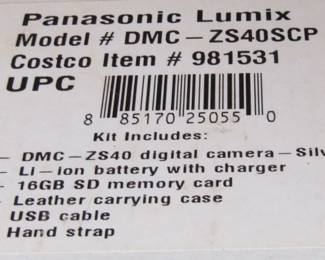 Panasonic Lumix
Model # DMC-ZS40SCP
Costco Item # 981531
UPC
8 85170 25055 0
Kit Includes:
- DMC-ZS40 digital camera-Silv
- LI-ion battery with charger
- 16GB SD memory card
- Leather carrying case
USB cable
Hand strap